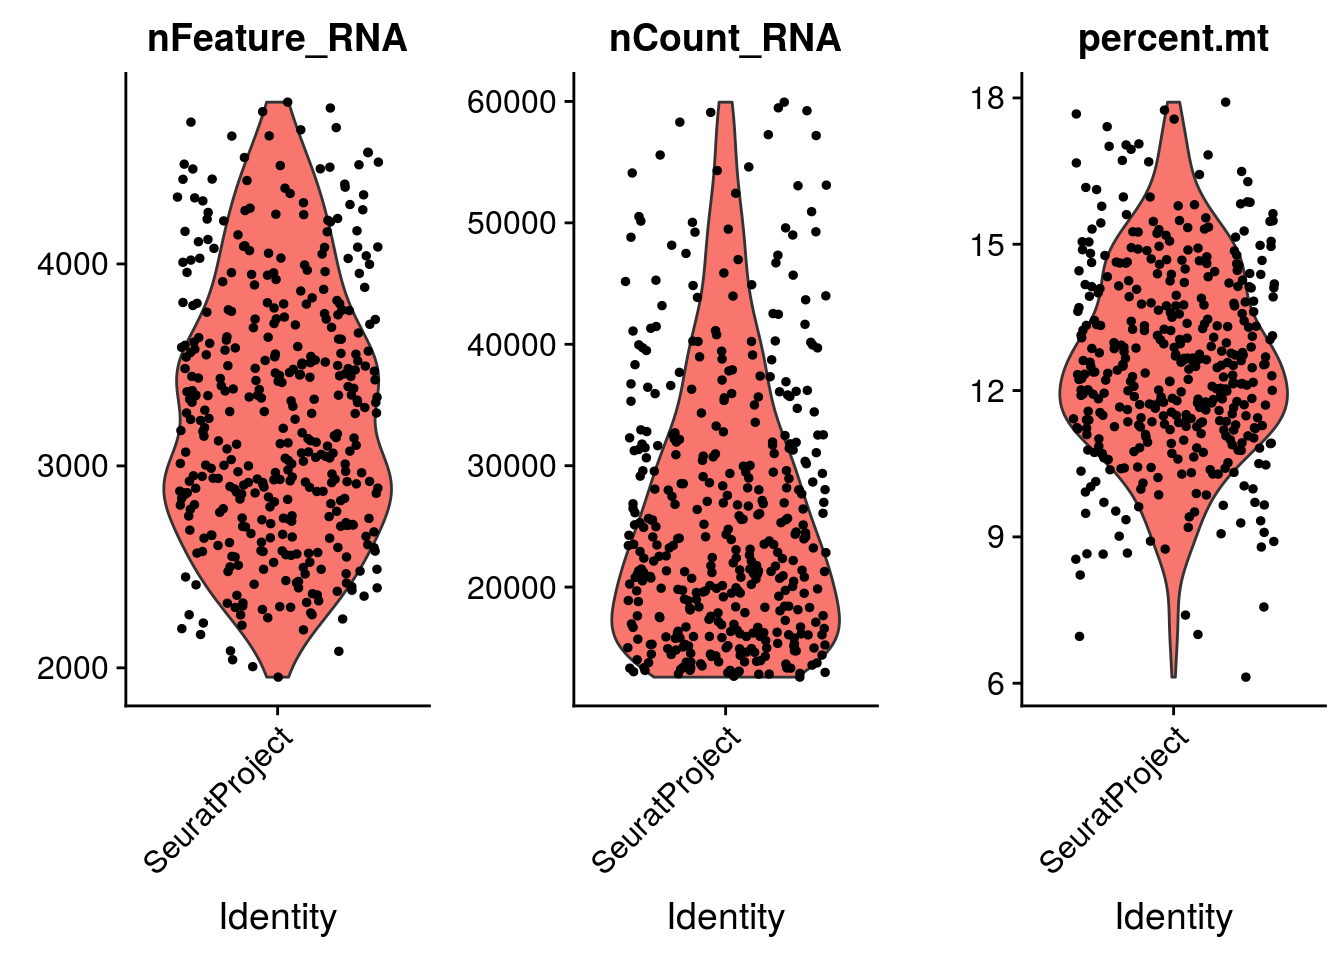 nFeature_RNA
4000
3000
2000
SeuratProject
Identity
nCount_RNA
60000
50000
40000
30000
20000
SeuratProject
Identity
percent.mt
18
15
12
9
6
SeuratProject
Identity